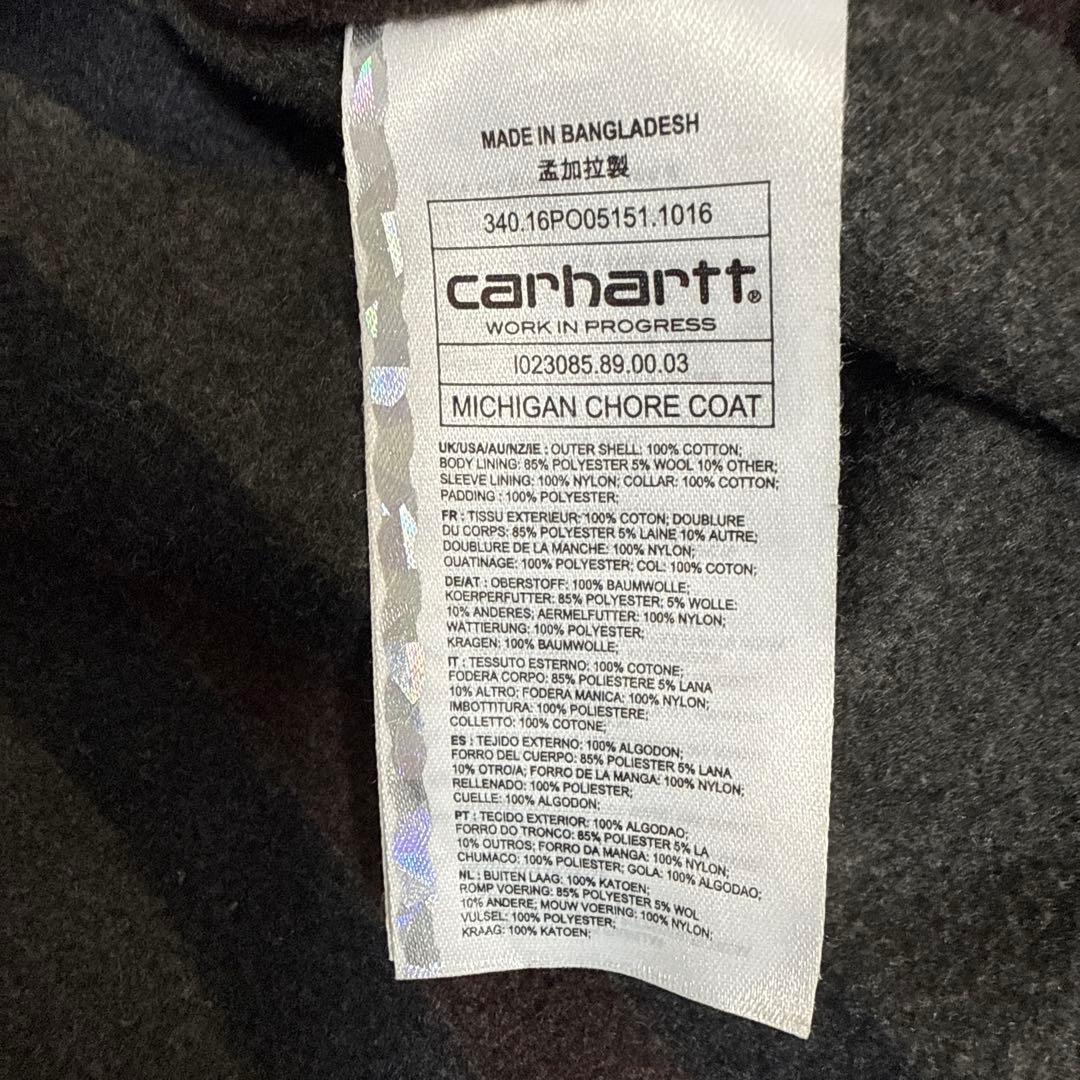 MADE IN BANGLADESH
孟加拉製
340.16PO05151.1016
carhartt®
WORK IN PROGRESS
I023085.89.00.03
MICHIGAN CHORE COAT
UK/USA/AU/NZ/IE : OUTER SHELL: 100% COTTON;
BODY LINING: 85% POLYESTER 5% WOOL 10% OTHER;
SLEEVE LINING: 100% NYLON; COLLAR: 100% COTTON;
PADDING : 100% POLYESTER;
FR : TISSU EXTERIEUR: 100% COTON; DOUBLURE
DU CORPS: 85% POLYESTER 5% LAINE 10% AUTRE;
DOUBLURE DE LA MANCHE: 100% NYLON;
OUATINAGE: 100% POLYESTER; COL: 100% COTON;
DE/AT : OBERSTOFF: 100% BAUMWOLLE;
KOERPERFUTTER: 85% POLYESTER; 5% WOLLE:
10% ANDERES; AERMELFUTTER: 100% NYLON;
WATTIERUNG: 100% POLYESTER;
KRAGEN: 100% BAUMWOLLE;
IT : TESSUTO ESTERNO: 100% COTONE;
FODERA CORPO: 85% POLIESTERE 5% LANA
10% ALTRO; FODERA MANICA: 100% NYLON;
IMBOTTITURA: 100% POLIESTERE;
COLLETTO: 100% COTONE;
ES : TEJIDO EXTERNO: 100% ALGODON;
FORRO DEL CUERPO: 85% POLIESTER 5% LANA
10% OTRO/A; FORRO DE LA MANGA: 100% NYLON;
RELLENADO: 100% POLIESTER;
CUELLE: 100% ALGODON;
PT : TECIDO EXTERIOR: 100% ALGODAO;
FORRO DO TRONCO: 85% POLIESTER 5% LA
10% OUTROS; FORRO DA MANGA: 100% NYLON;
CHUMACO: 100% POLIESTER; GOLA: 100% ALGODAO;
NL : BUITEN LAAG: 100% KATOEN;
ROMP VOERING: 85% POLYESTER 5% WOL
10% ANDERE; MOUW VOERING: 100% NYLON;
VULSEL: 100% POLYESTER;
KRAAG: 100% KATOEN;